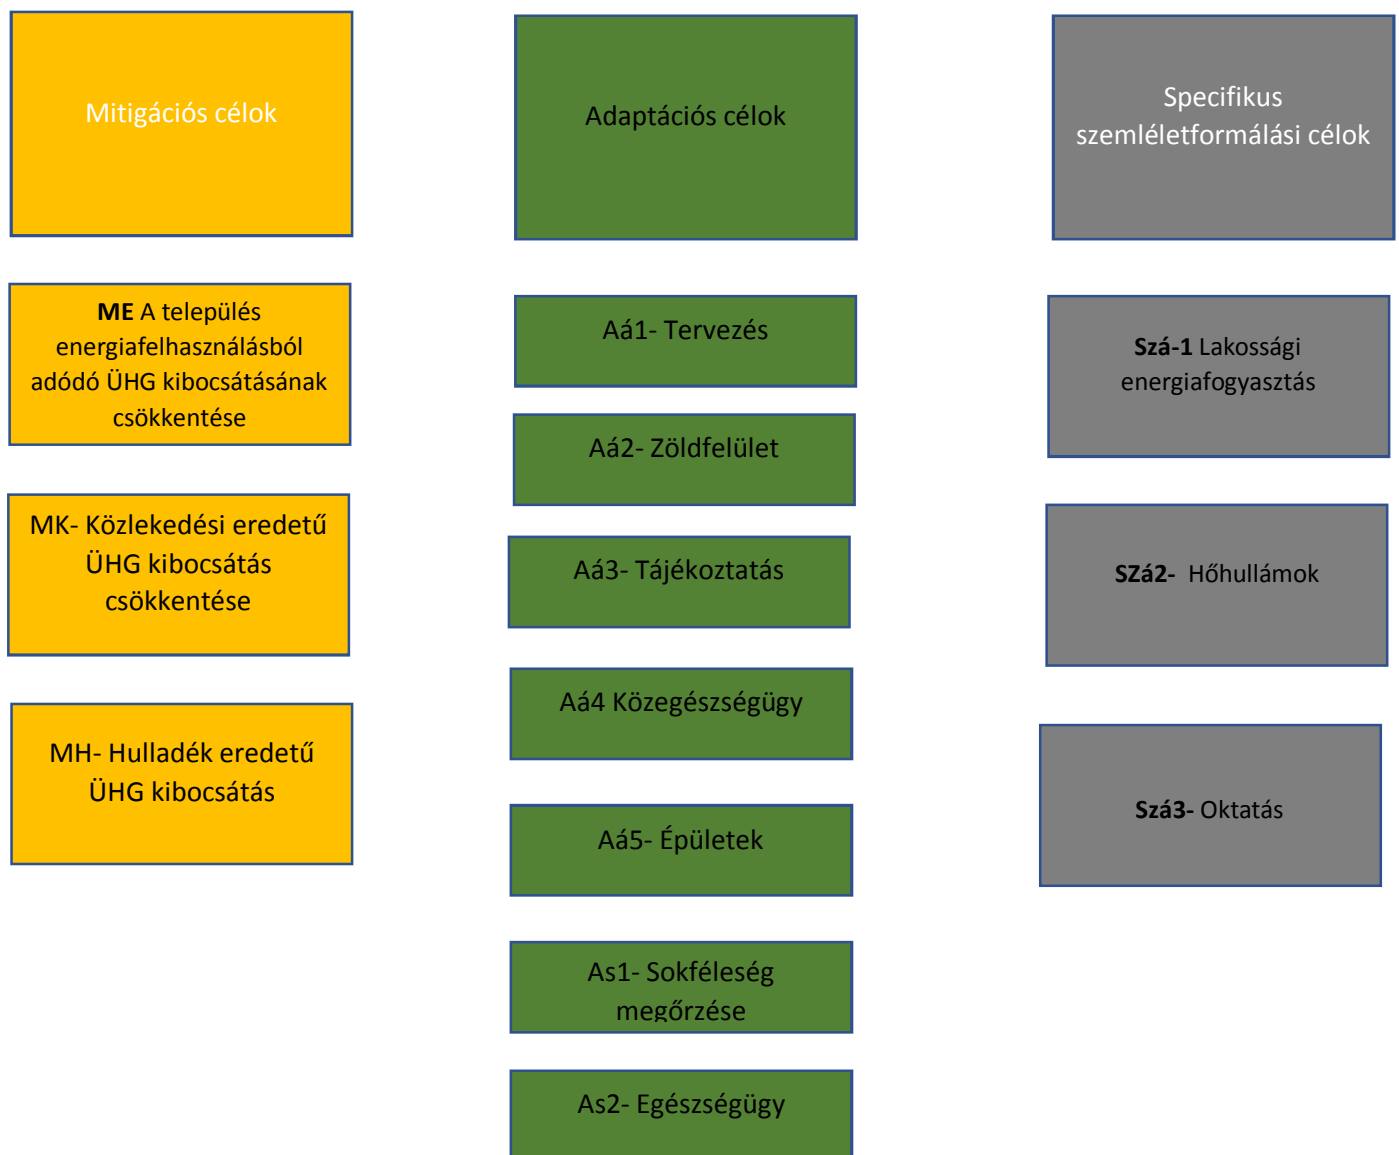 Mitigációs célok
ME A település
energiafelhasználásból
adódó ÜHG kibocsátásának
csökkentése
MK- Közlekedési eredetű
ÜHG kibocsátás
csökkentése
MH- Hulladék eredetű
ÜHG kibocsátás
Adaptációs célok
Aá1- Tervezés
Aá2- Zöldfelület
Aá3- Tájékoztatás
Aá4 Közegészségügy
Aá5- Épületek
As1- Sokféleség
megőrzése
As2- Egészségügy
Specifikus
szemléletformálási célok
Szá-1 Lakossági
energiafogyasztás
SZá2- Hőhullámok
Szá3- Oktatás